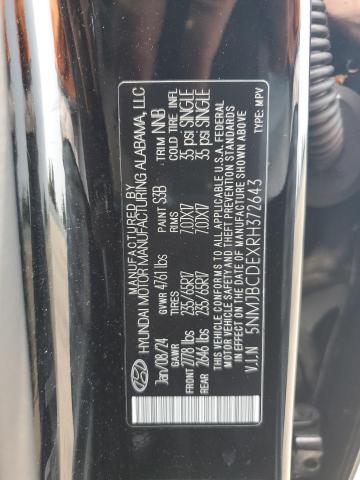 MANUFACTURED BY
HYUNDAI MOTOR MANUFACTURING ALABAMA, LLC
Jan/08/24 GVWR 4761 lbs PAINT S3B TRIM NNB
GAWR TIRES RIMS COLD TIRE INFL
FRONT 2778 lbs 235/65R17 7.0JX17 35 psi SINGLE
REAR 2646 lbs 235/65R17 7.0JX17 35 psi SINGLE
THIS VEHICLE CONFORMS TO ALL APPLICABLE U.S.A. FEDERAL
MOTOR VEHICLE SAFETY AND THEFT PREVENTION STANDARDS
IN EFFECT ON THE DATE OF MANUFACTURE SHOWN ABOVE.
V.I.N 5NMJBCDEXRH372643 TYPE: MPV